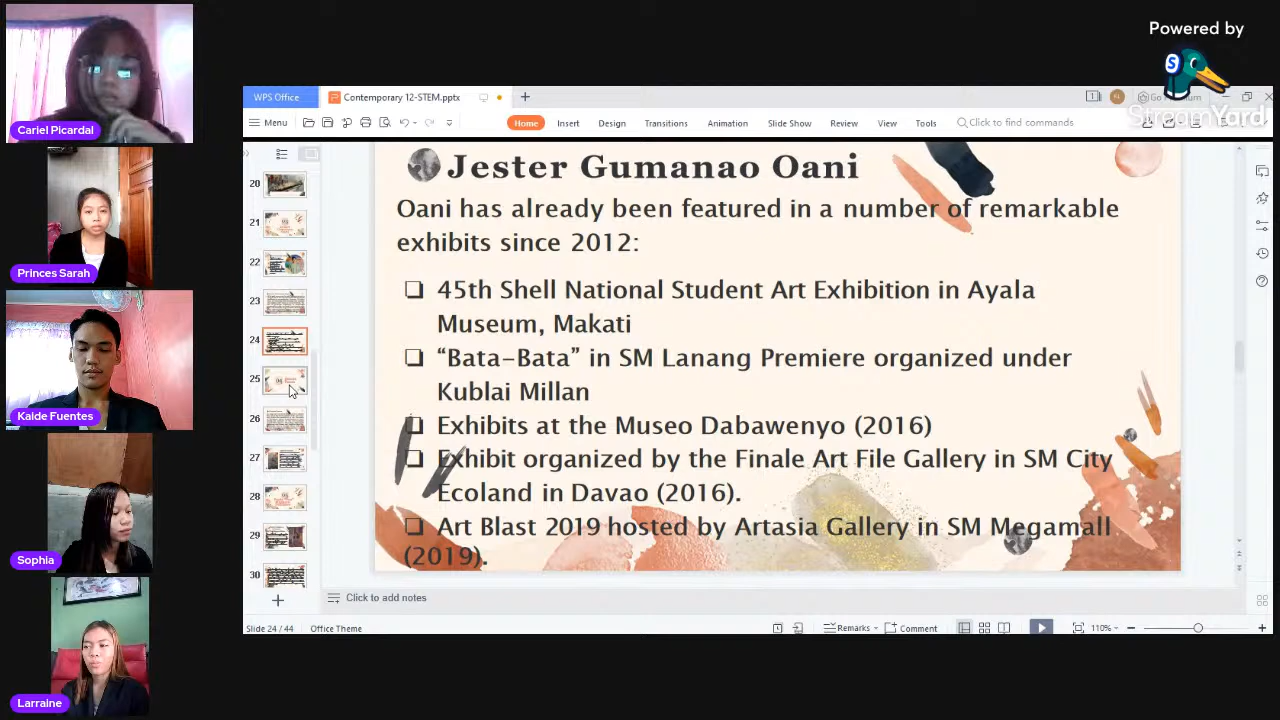 Powered by
StreamYard
Cariel Picardal
Princes Sarah
Kalde Fuentes
Sophia
Larraine
WPS Office
Contemporary 12-STEM.pptx
Menu
Home Insert Design Transitions Animation Slide Show Review View Tools Click to find commands
20
21
22
23
24
25
26
27
28
29
30
Jester Gumanao Oani
Oani has already been featured in a number of remarkable
exhibits since 2012:
❑ 45th Shell National Student Art Exhibition in Ayala
Museum, Makati
❑ “Bata-Bata” in SM Lanang Premiere organized under
Kublai Millan
❑ Exhibits at the Museo Dabawenyo (2016)
❑ Exhibit organized by the Finale Art File Gallery in SM City
Ecoland in Davao (2016).
❑ Art Blast 2019 hosted by Artasia Gallery in SM Megamall
(2019).
Click to add notes
Slide 24 / 44 Office Theme Remarks Comment 110%